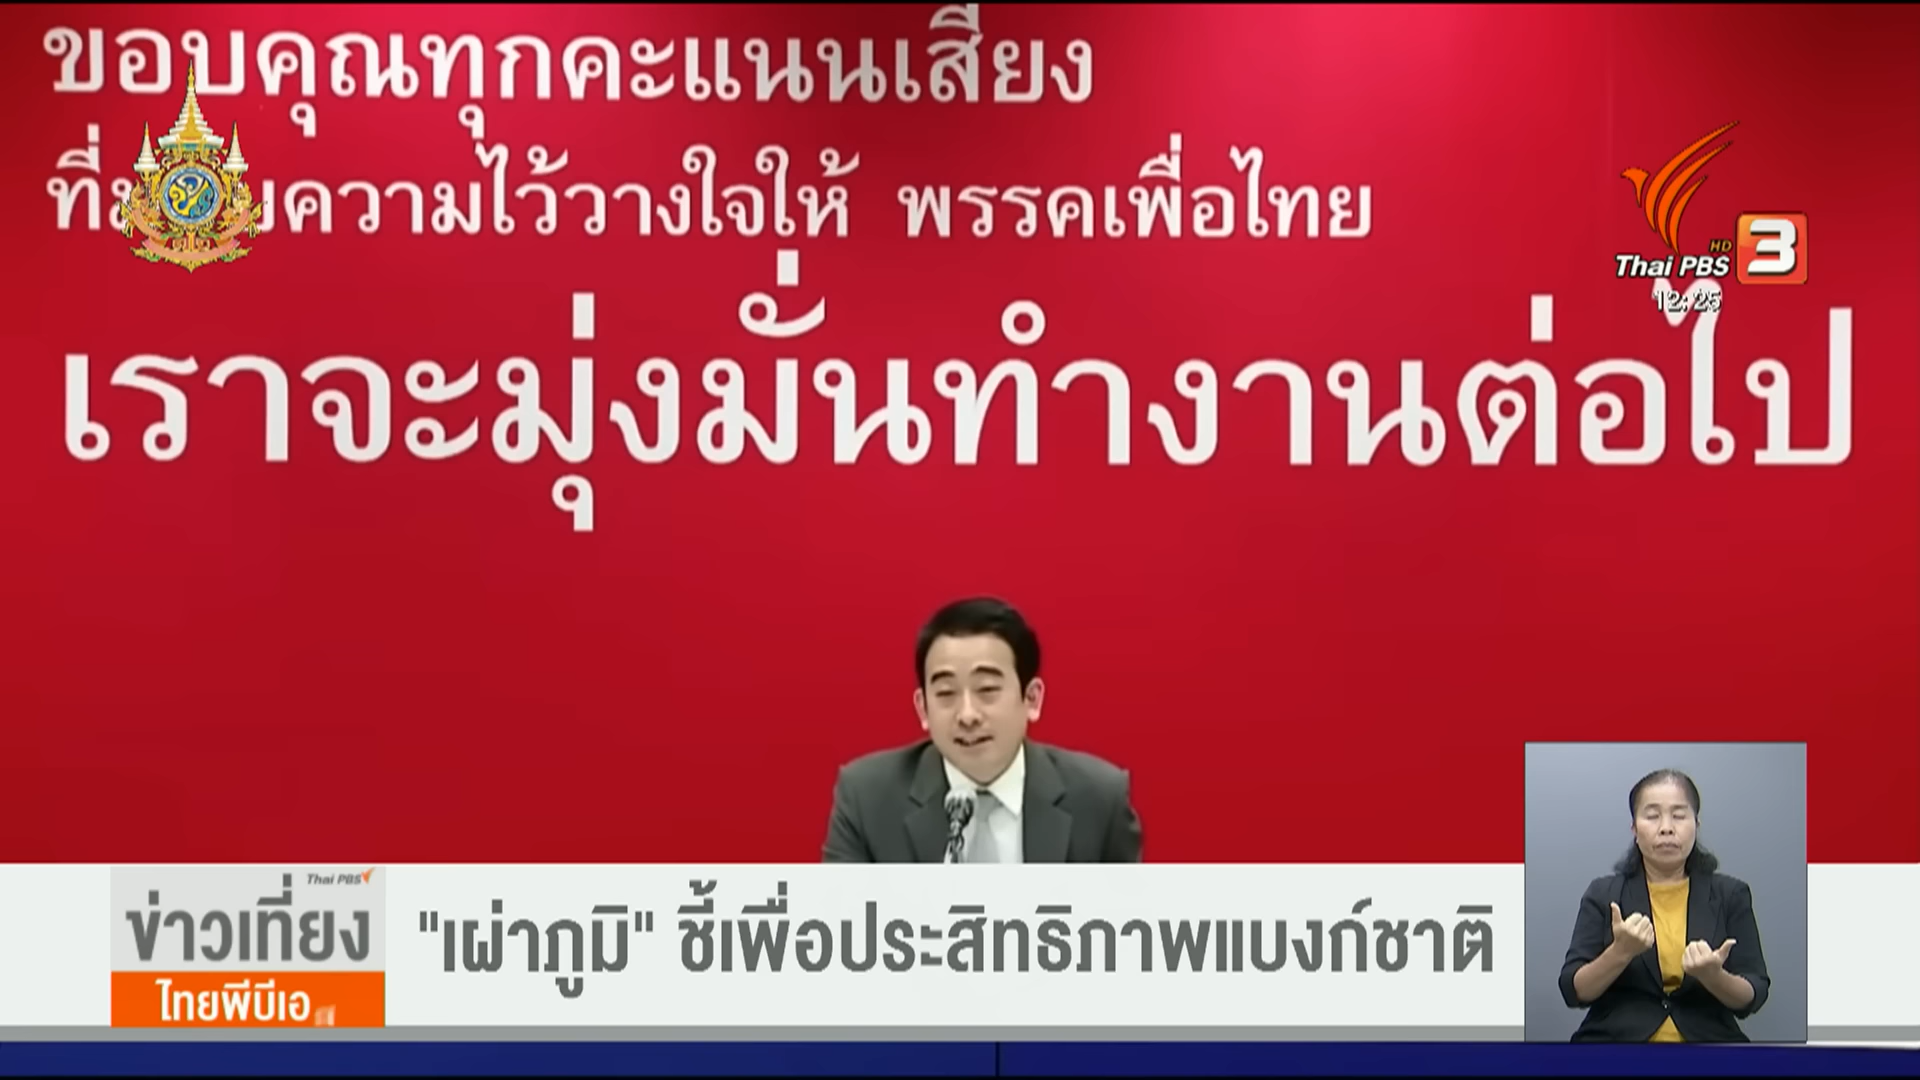 ขอบคุณทุกคะแนนเสียง
ความไว้วางใจให้ พรรคเพื่อไทย
เราจะมุ่งมั่นทำงานต่อไป
HD
Thai PBS 3
12:25
Thai PBS
ข่าวเที่ยง
ไทยพีบีเอส
"เผ่าภูมิ" ชี้เพื่อประสิทธิภาพแบงก์ชาติ